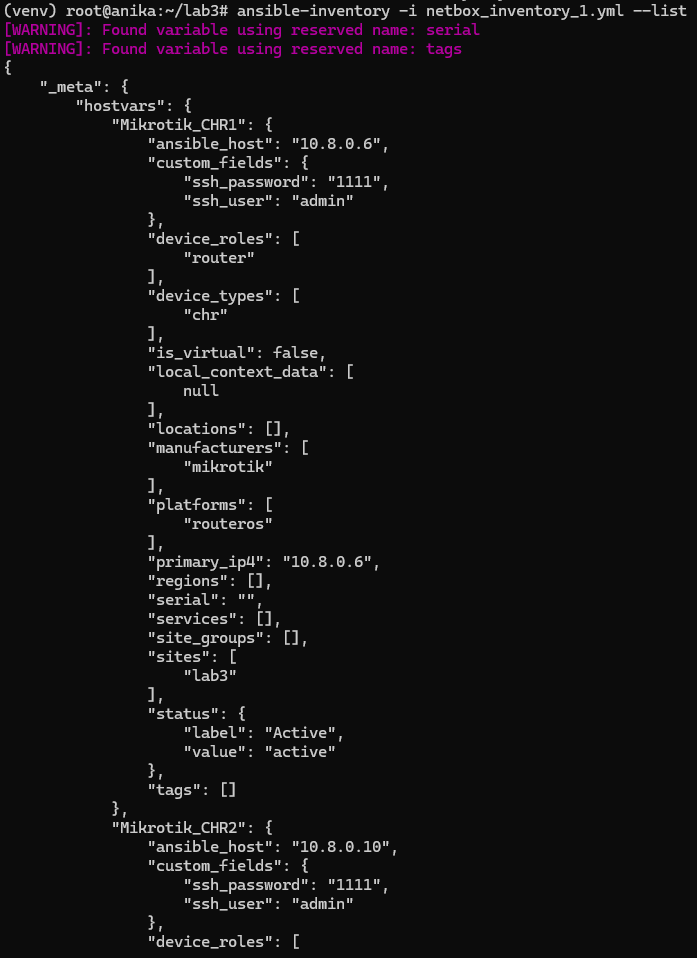 (venv) root@anika:~/lab3# ansible-inventory -i netbox_inventory_1.yml --list
[WARNING]: Found variable using reserved name: serial
[WARNING]: Found variable using reserved name: tags
{
    "_meta": {
        "hostvars": {
            "Mikrotik_CHR1": {
                "ansible_host": "10.8.0.6",
                "custom_fields": {
                    "ssh_password": "1111",
                    "ssh_user": "admin"
                },
                "device_roles": [
                    "router"
                ],
                "device_types": [
                    "chr"
                ],
                "is_virtual": false,
                "local_context_data": [
                    null
                ],
                "locations": [],
                "manufacturers": [
                    "mikrotik"
                ],
                "platforms": [
                    "routeros"
                ],
                "primary_ip4": "10.8.0.6",
                "regions": [],
                "serial": "",
                "services": [],
                "site_groups": [],
                "sites": [
                    "lab3"
                ],
                "status": {
                    "label": "Active",
                    "value": "active"
                },
                "tags": []
            },
            "Mikrotik_CHR2": {
                "ansible_host": "10.8.0.10",
                "custom_fields": {
                    "ssh_password": "1111",
                    "ssh_user": "admin"
                },
                "device_roles": [